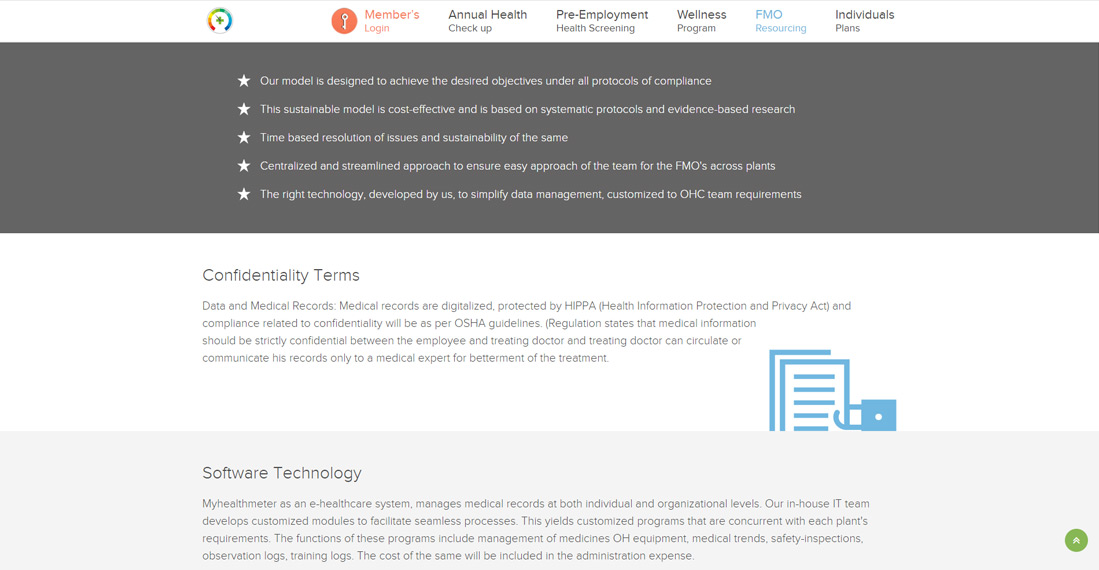 Member's Annual Health Pre-Employment Wellness FMO Individuals
Login Check up Health Screening Program Resourcing Plans
Our model is designed to achieve the desired objectives under all protocols of compliance
This sustainable model is cost-effective and is based on systematic protocols and evidence-based research
Time based resolution of issues and sustainability of the same
Centralized and streamlined approach to ensure easy approach of the team for the FMO's across plants
The right technology, developed by us, to simplify data management, customized to OHC team requirements
Confidentiality Terms
Data and Medical Records: Medical records are digitalized, protected by HIPPA (Health Information Protection and Privacy Act) and
compliance related to confidentiality will be as per OSHA guidelines. (Regulation states that medical information
should be strictly confidential between the employee and treating doctor and treating doctor can circulate or
communicate his records only to a medical expert for betterment of the treatment.
Software Technology
Myhealthmeter as an e-healthcare system, manages medical records at both individual and organizational levels. Our in-house IT team
develops customized modules to facilitate seamless processes. This yields customized programs that are concurrent with each plant's
requirements. The functions of these programs include management of medicines OH equipment, medical trends, safety-inspections,
observation logs, training logs. The cost of the same will be included in the administration expense.